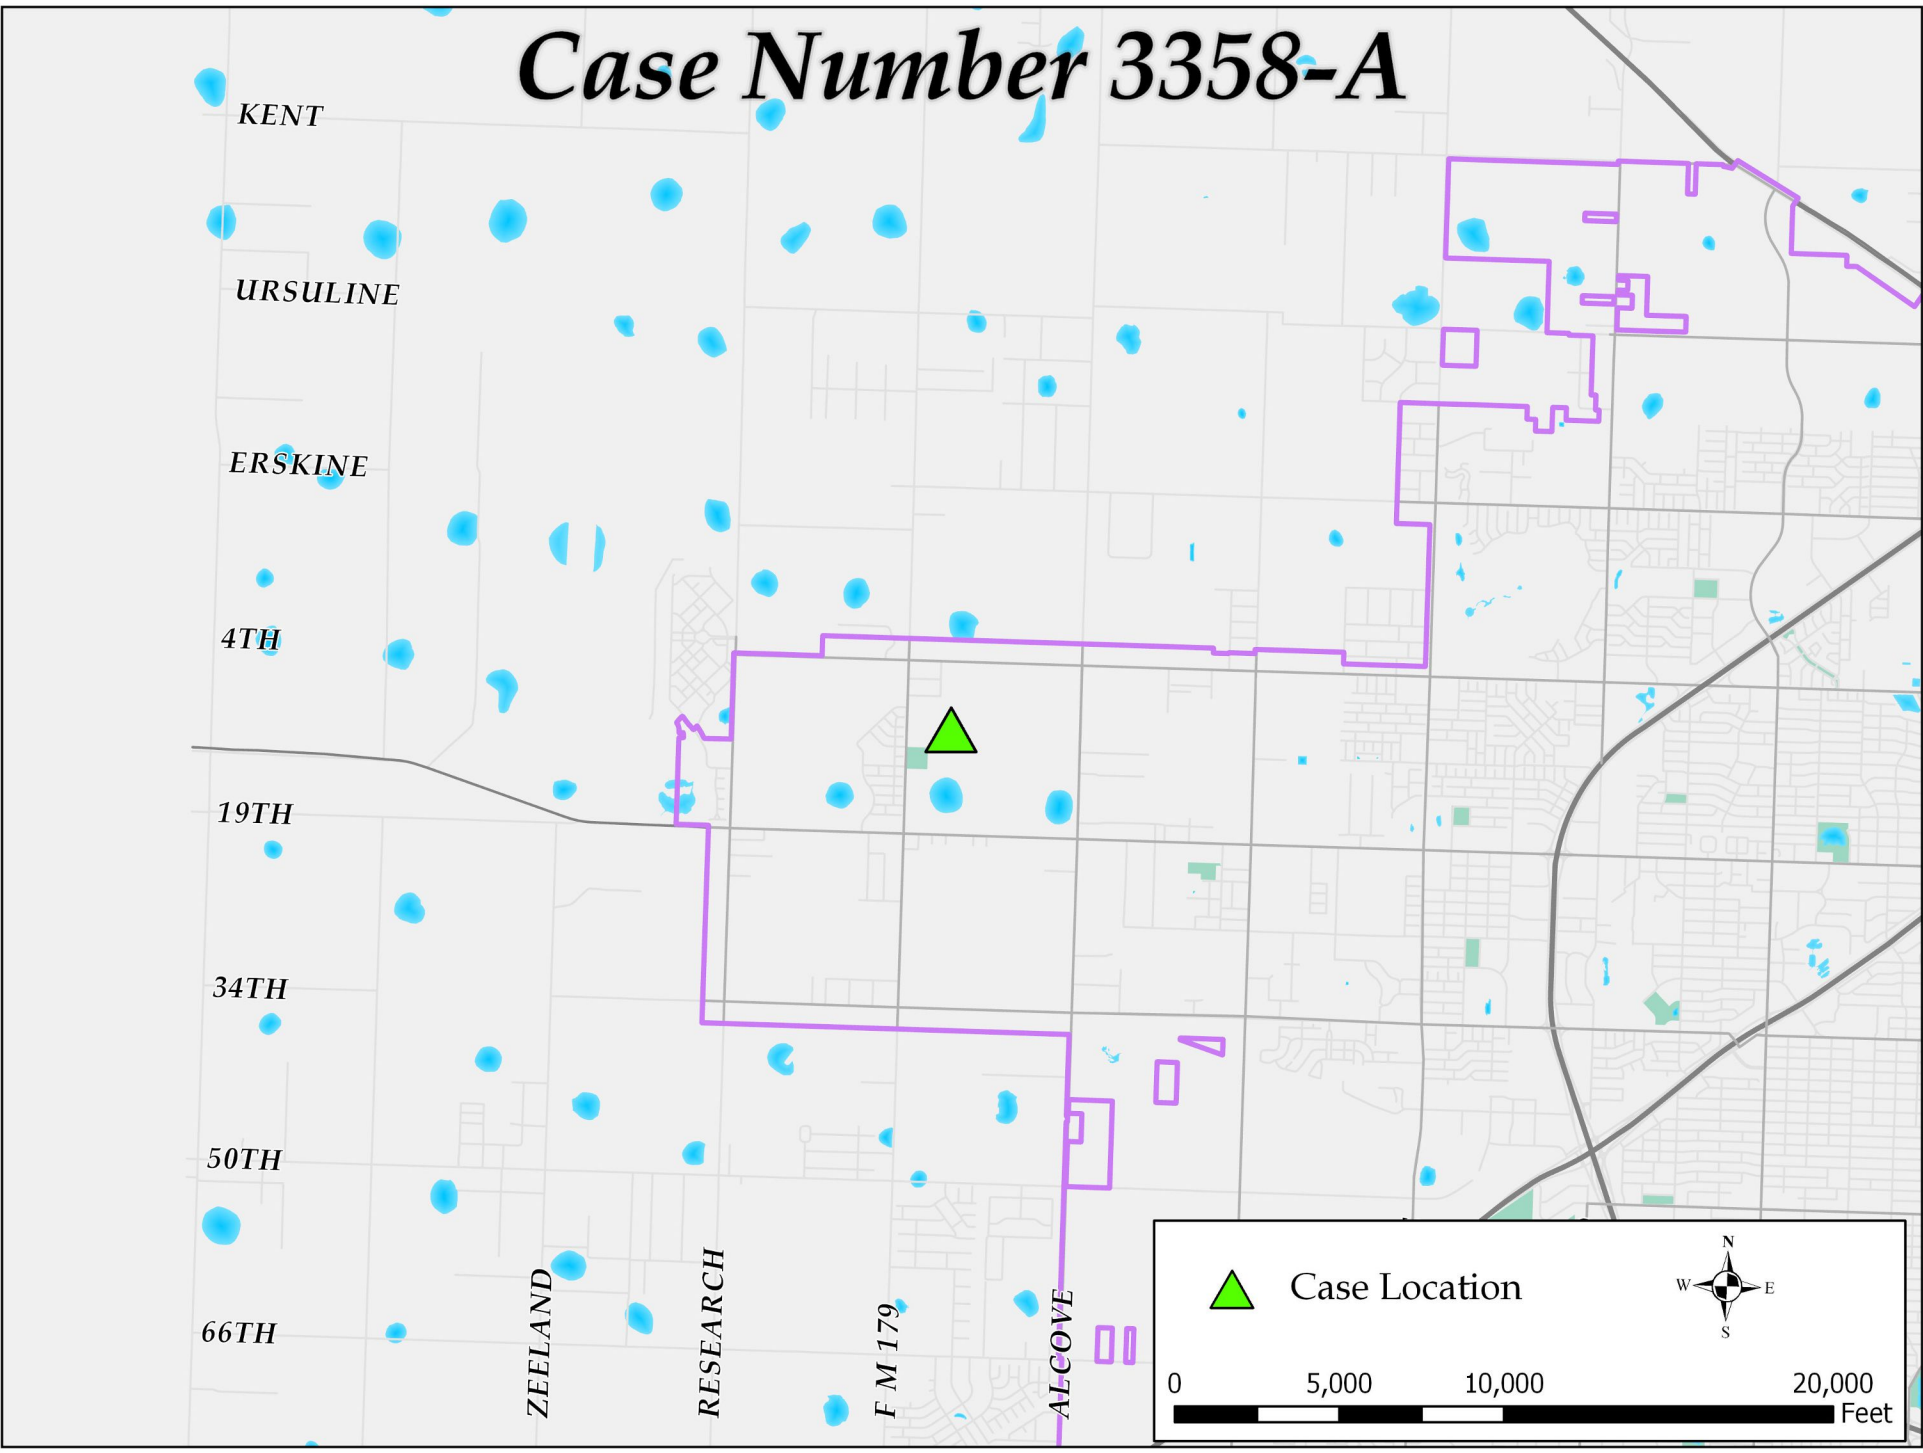 Case Number 3358-A
KENT
URSULINE
ERSKINE
4TH
19TH
34TH
50TH
66TH
ZEELAND
RESEARCH
F M 179
ALCOVE
Case Location
N
W E
S
0 5,000 10,000 20,000
Feet